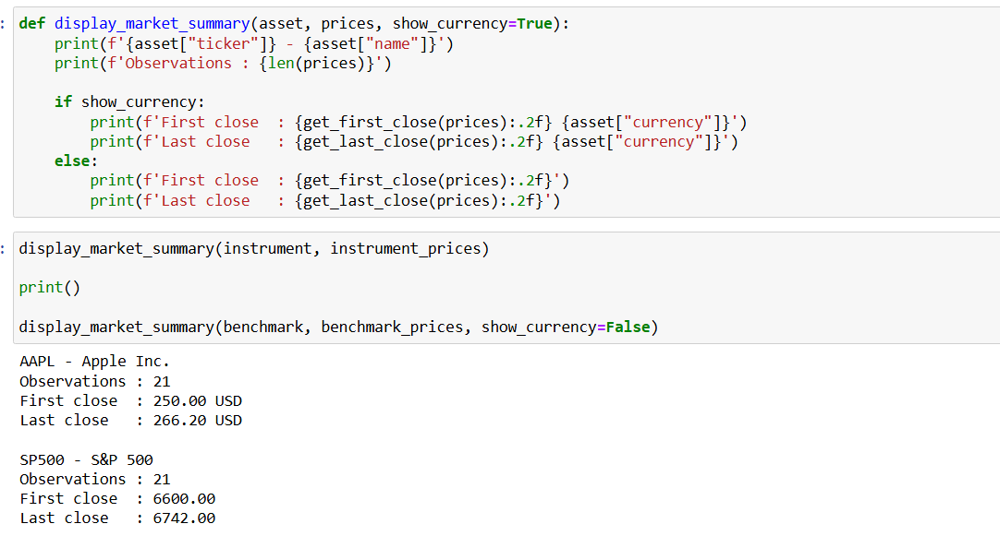 def display_market_summary(asset, prices, show_currency=True):
    print(f'{asset["ticker"]} - {asset["name"]}')
    print(f'Observations : {len(prices)}')

    if show_currency:
        print(f'First close  : {get_first_close(prices):.2f} {asset["currency"]}')
        print(f'Last close   : {get_last_close(prices):.2f} {asset["currency"]}')
    else:
        print(f'First close  : {get_first_close(prices):.2f}')
        print(f'Last close   : {get_last_close(prices):.2f}')

display_market_summary(instrument, instrument_prices)

print()

display_market_summary(benchmark, benchmark_prices, show_currency=False)

AAPL - Apple Inc.
Observations : 21
First close  : 250.00 USD
Last close   : 266.20 USD

SP500 - S&P 500
Observations : 21
First close  : 6600.00
Last close   : 6742.00